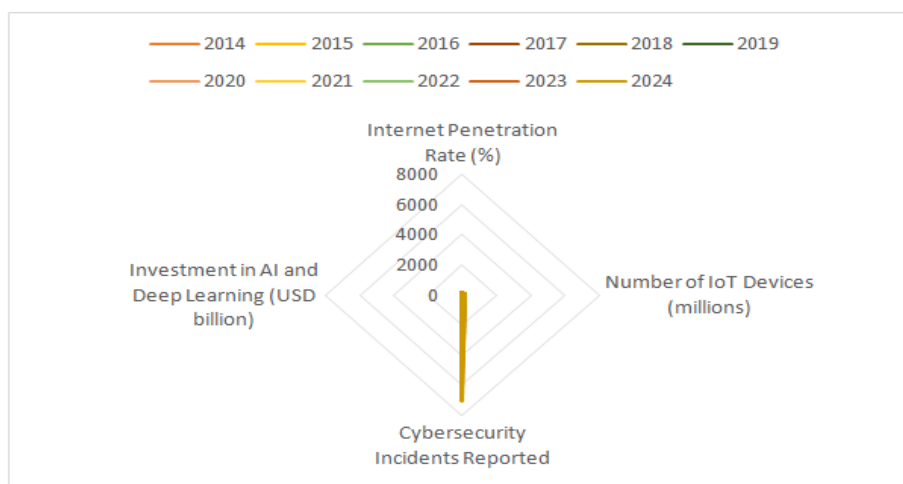 2014 2015 2016 2017 2018 2019
2020 2021 2022 2023 2024
Internet Penetration
Rate (%)
8000
6000
4000
2000
0
Investment in AI and
Deep Learning (USD
billion)
Number of IoT Devices
(millions)
Cybersecurity
Incidents Reported